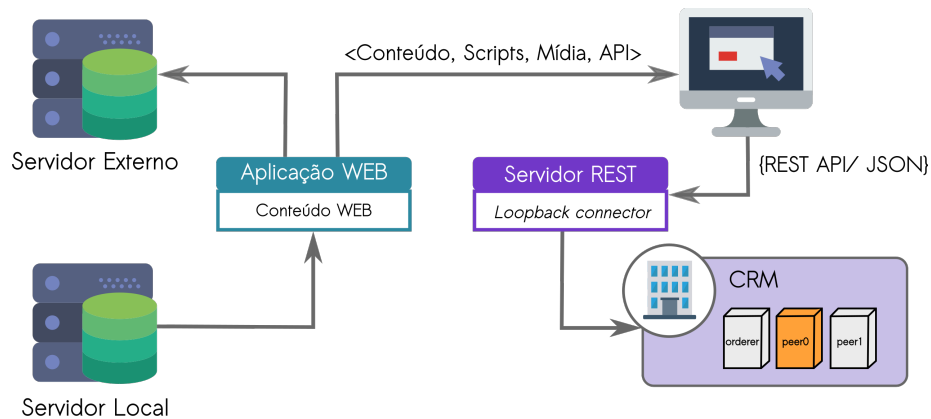 <Conteúdo, Scripts, Mídia, API>
Servidor Externo
Aplicação WEB
Conteúdo WEB
Servidor REST
Loopback connector
{REST API/ JSON}
CRM
orderer
peer0
peer1
Servidor Local